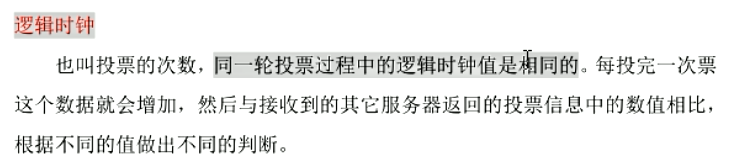 逻辑时钟
也叫投票的次数，同一轮投票过程中的逻辑时钟值是相同的。每投完一次票
这个数据就会增加，然后与接收到的其它服务器返回的投票信息中的数值相比，
根据不同的值做出不同的判断。